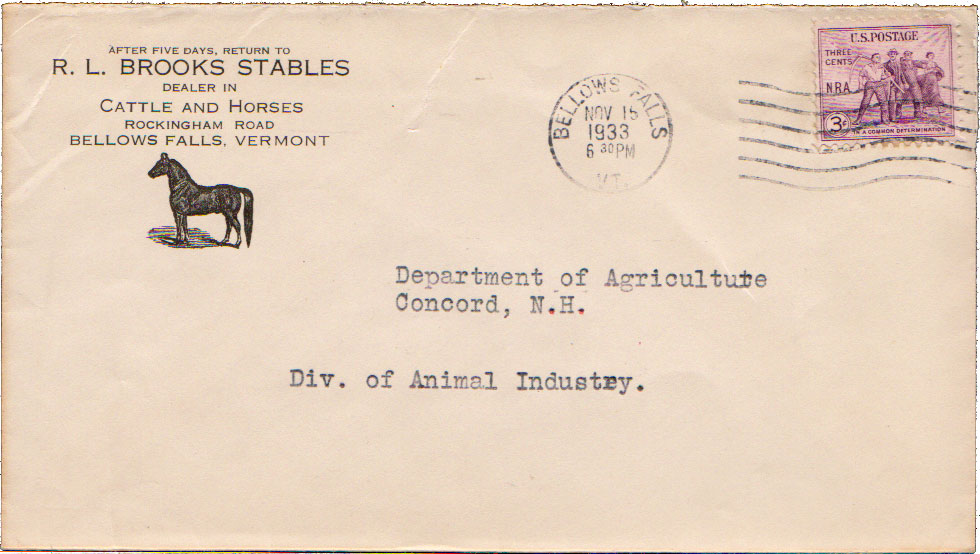 AFTER FIVE DAYS, RETURN TO
R. L. BROOKS STABLES
DEALER IN
CATTLE AND HORSES
ROCKINGHAM ROAD
BELLOWS FALLS, VERMONT
BELLOWS FALLS
NOV 15
1933
6 30 PM
VT.
U.S. POSTAGE
THREE
CENTS
N.R.A.
3¢
IN A COMMON DETERMINATION
Department of Agriculture
Concord, N.H.
Div. of Animal Industry.